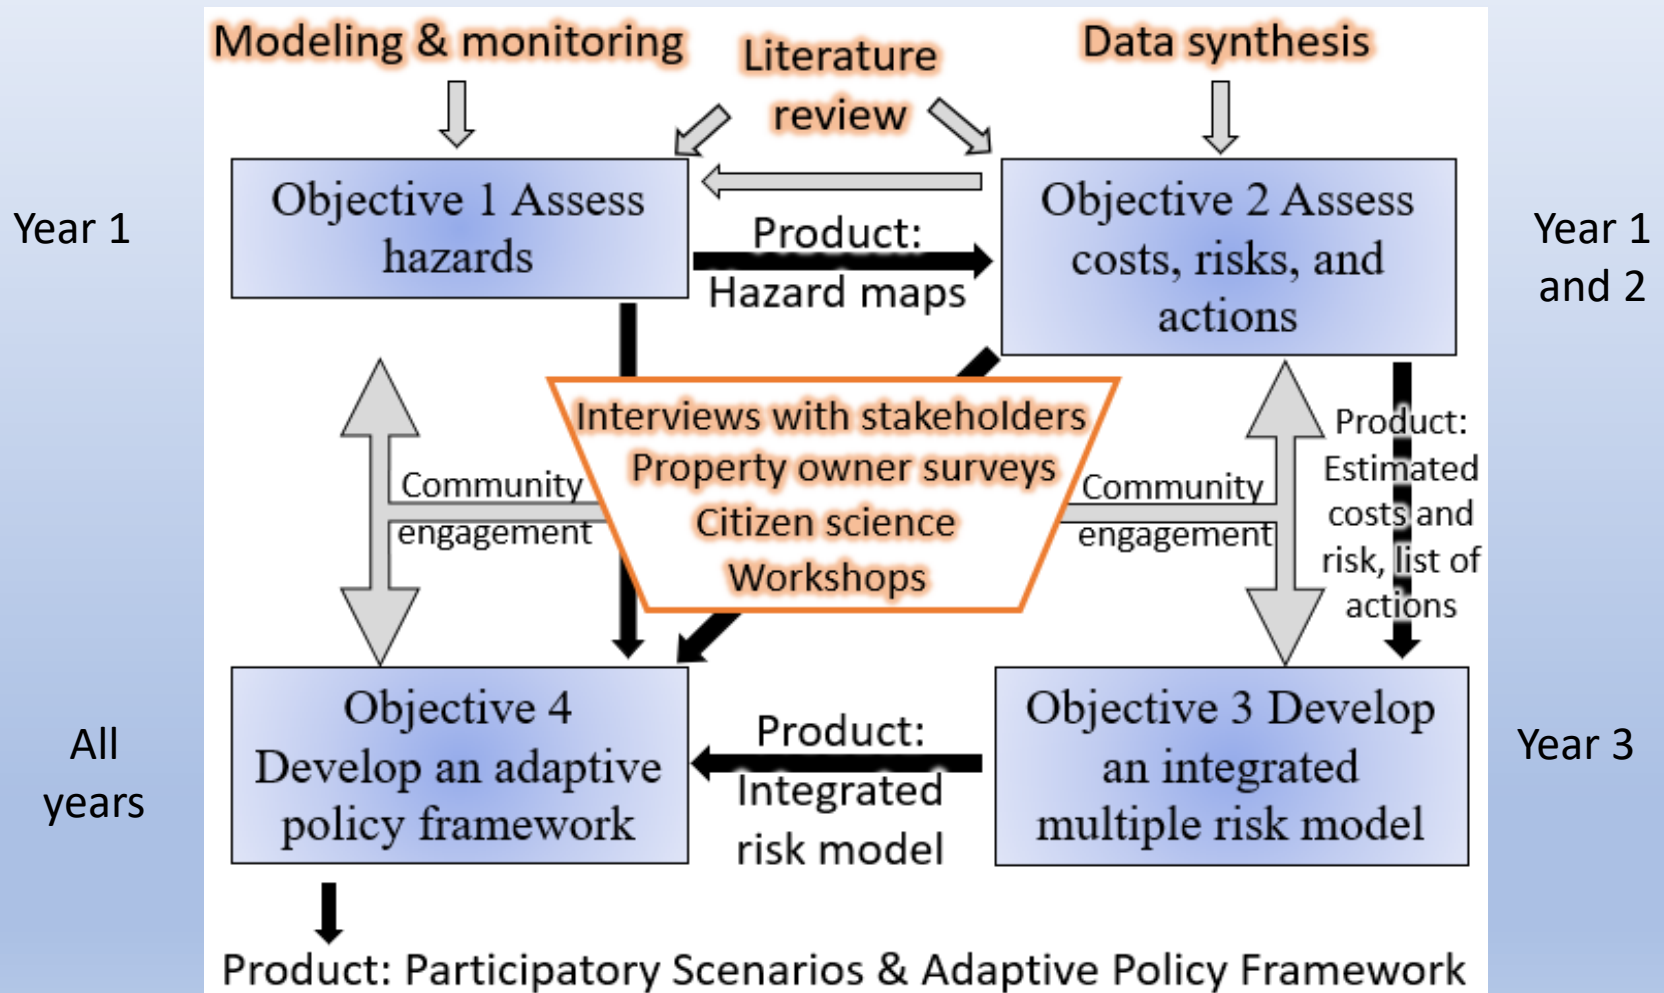 Modeling & monitoring
Literature
review
Data synthesis
Year 1
Objective 1 Assess
hazards
Product:
Hazard maps
Objective 2 Assess
costs, risks, and
actions
Year 1
and 2
Interviews with stakeholders
Property owner surveys
Citizen science
Workshops
Community
engagement
Community
engagement
Product:
Estimated
costs and
risk, list of
actions
All
years
Objective 4
Develop an adaptive
policy framework
Product:
Integrated
risk model
Objective 3 Develop
an integrated
multiple risk model
Year 3
Product: Participatory Scenarios & Adaptive Policy Framework